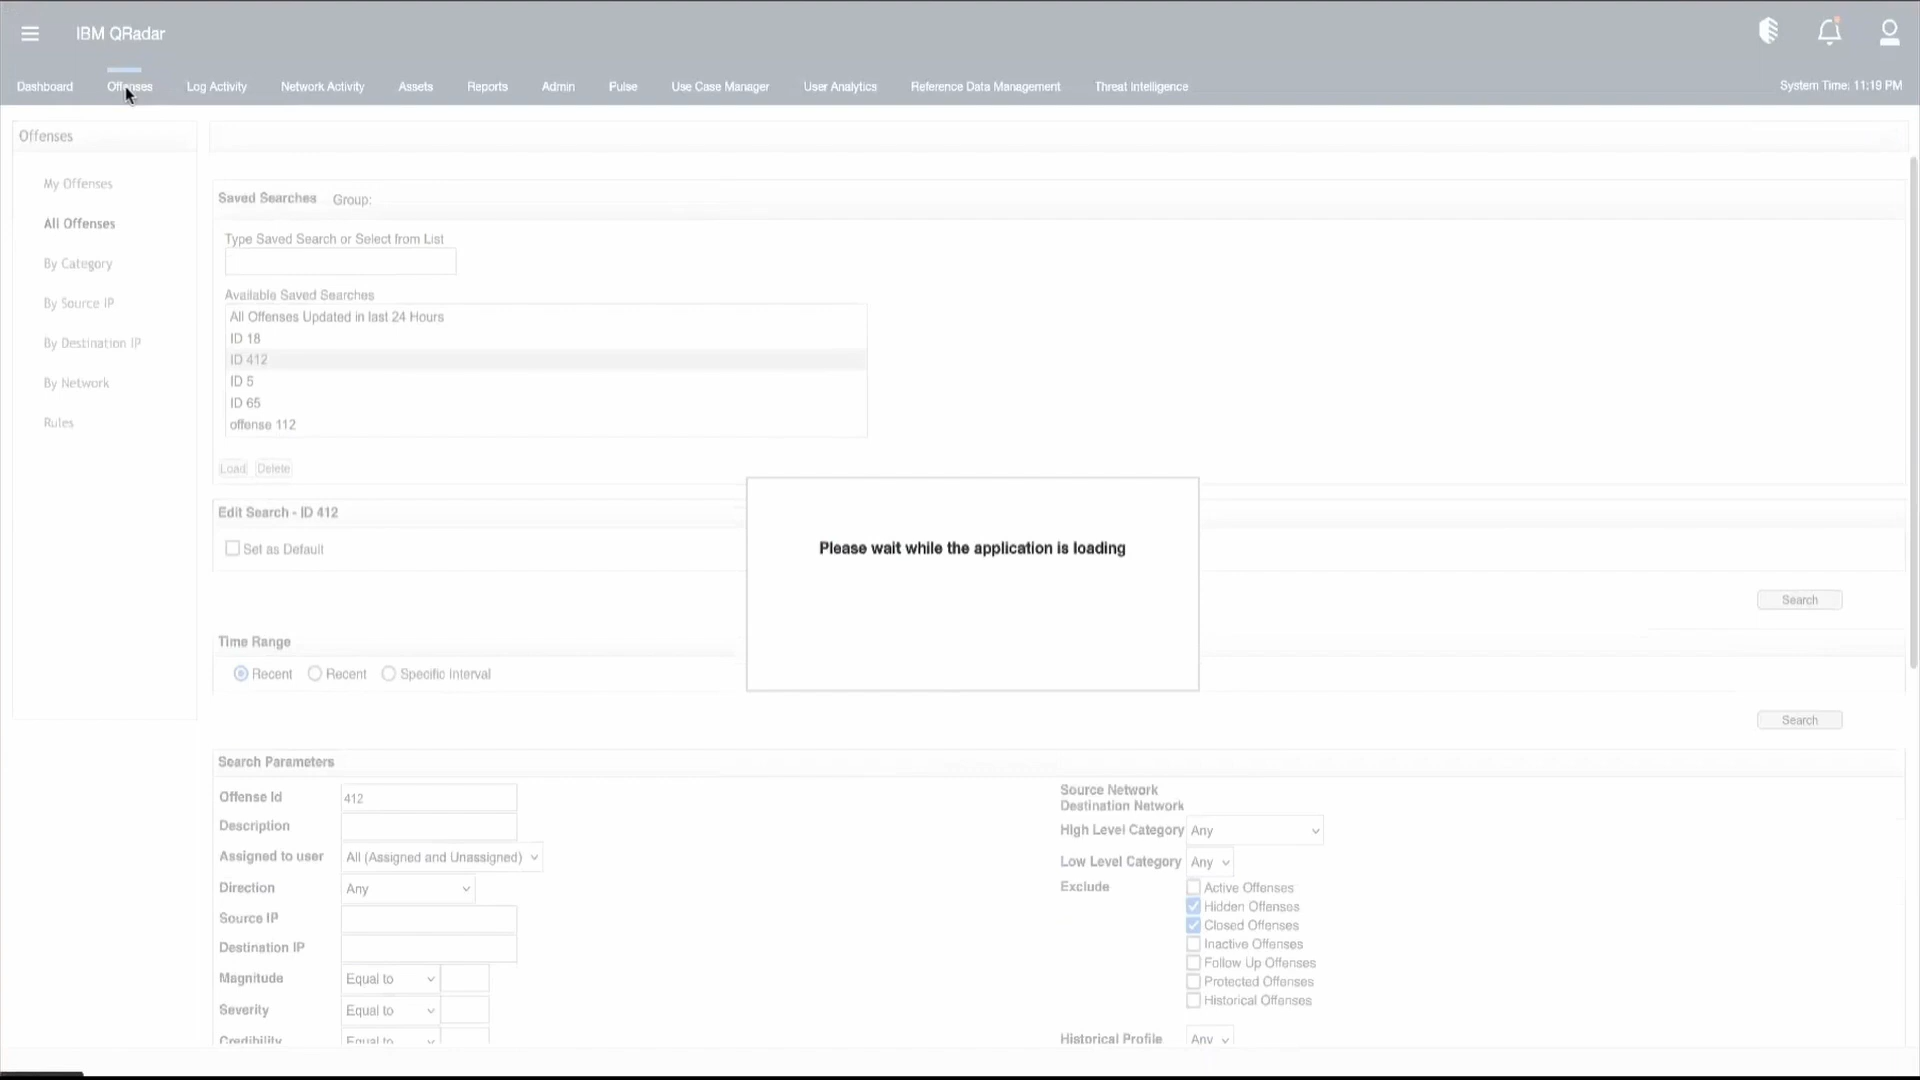 IBM QRadar
Dashboard Offenses Log Activity Network Activity Assets Reports Admin Pulse Use Case Manager User Analytics Reference Data Management Threat Intelligence System Time: 11:19 PM
Offenses
My Offenses
All Offenses
By Category
By Source IP
By Destination IP
By Network
Rules
Saved Searches Group:
Type Saved Search or Select from List
Available Saved Searches
All Offenses Updated in last 24 Hours
ID 18
ID 412
ID 5
ID 65
offense 112
Load Delete
Edit Search - ID 412
Set as Default
Please wait while the application is loading
Search
Time Range
Recent Recent Specific Interval
Search
Search Parameters
Offense Id 412
Description
Assigned to user All (Assigned and Unassigned)
Direction Any
Source IP
Destination IP
Magnitude Equal to
Severity Equal to
Credibility Equal to
Source Network
Destination Network
High Level Category Any
Low Level Category Any
Exclude Active Offenses
Hidden Offenses
Closed Offenses
Inactive Offenses
Follow Up Offenses
Protected Offenses
Historical Offenses
Historical Profile Any